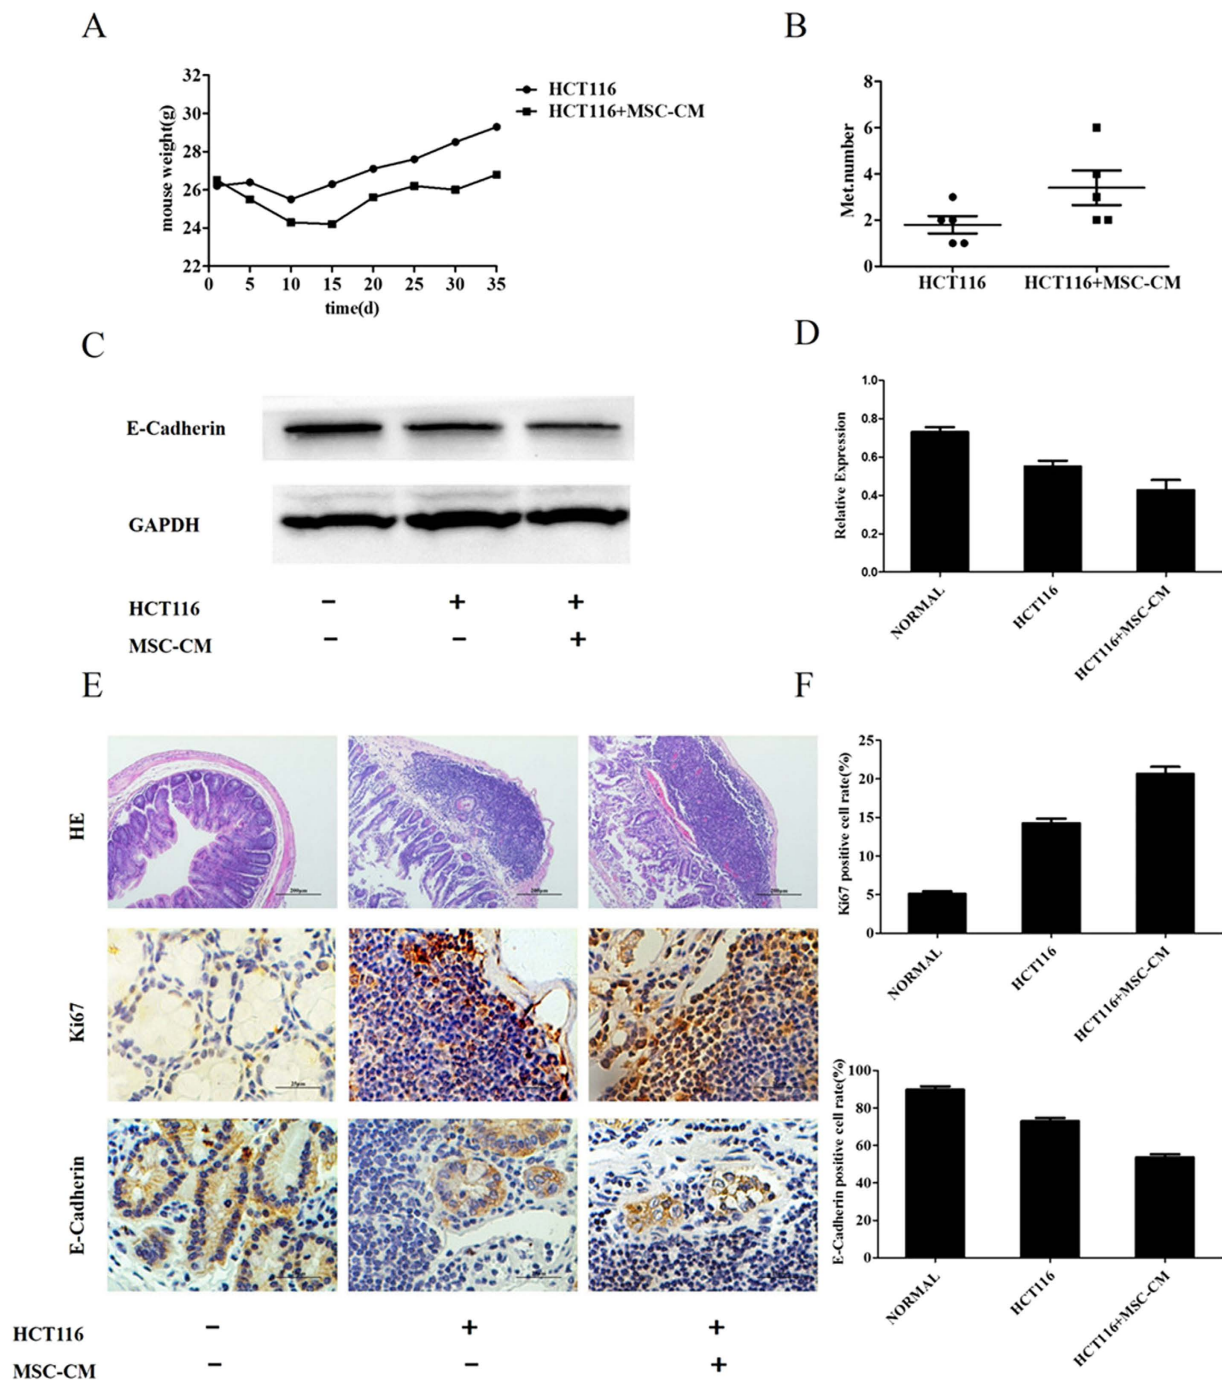 A
32
30
28
26
24
22
mouse weight(g)
0 5 10 15 20 25 30 35
time(d)
HCT116
HCT116+MSC-CM
B
8
6
4
2
0
Met.number
HCT116 HCT116+MSC-CM
C
E-Cadherin
GAPDH
HCT116 − + +
MSC-CM − − +
D
1.0
0.8
0.6
0.4
0.2
0.0
Relative Expression
NORMAL
HCT116
HCT116+MSC-CM
E
HE
200μm
200μm
200μm
Ki67
25μm
E-Cadherin
HCT116 − + +
MSC-CM − − +
F
25
20
15
10
5
0
Ki67 positive cell rate(%)
NORMAL
HCT116
HCT116+MSC-CM
100
80
60
40
20
0
E-Cadherin positive cell rate(%)
NORMAL
HCT116
HCT116+MSC-CM